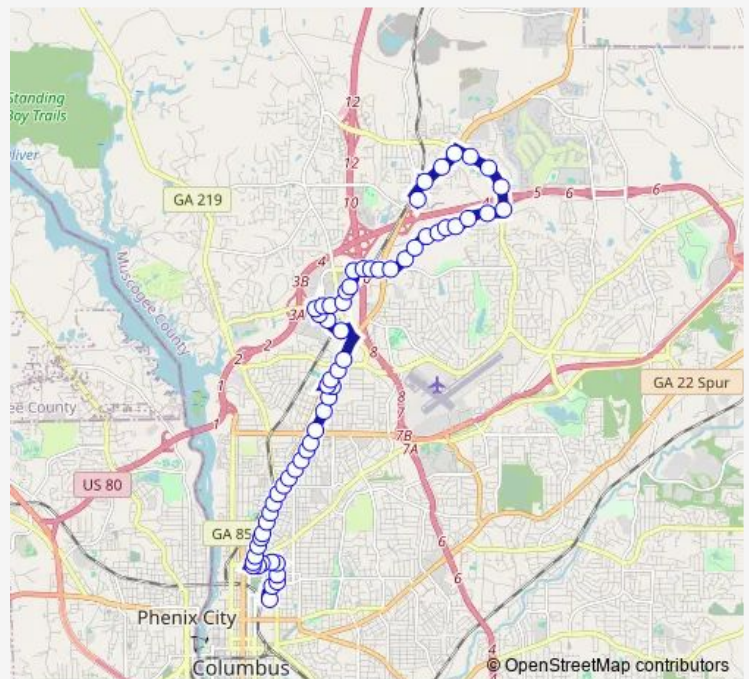 12
Standing
Boy Trails
12
GA 219
10
5
6
6
4
3B
3A
Muscogee
County
2
2
1
8
8
7
GA 22 Spur
ee County
1
7B
7A
US 80
GA 85
6
6
Phenix City
4
Columbus
© OpenStreetMap contributors